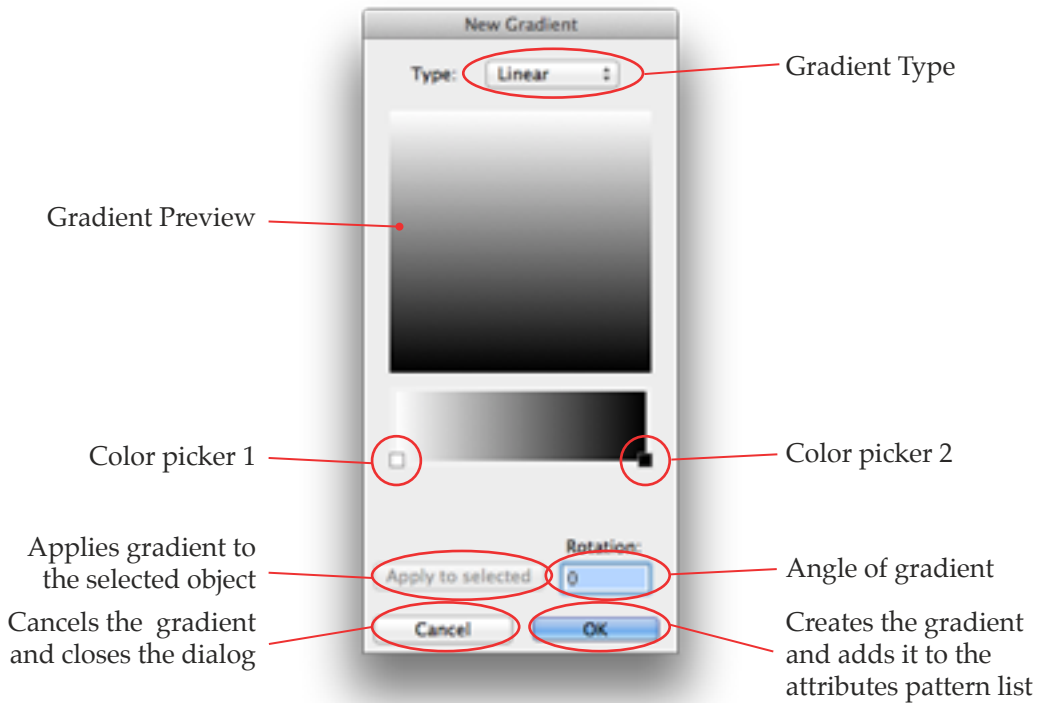 New Gradient
Type: Linear
Gradient Type
Gradient Preview
Color picker 1
Color picker 2
Applies gradient to
the selected object
Rotation:
Apply to selected
0
Angle of gradient
Cancels the gradient
and closes the dialog
Cancel
OK
Creates the gradient
and adds it to the
attributes pattern list